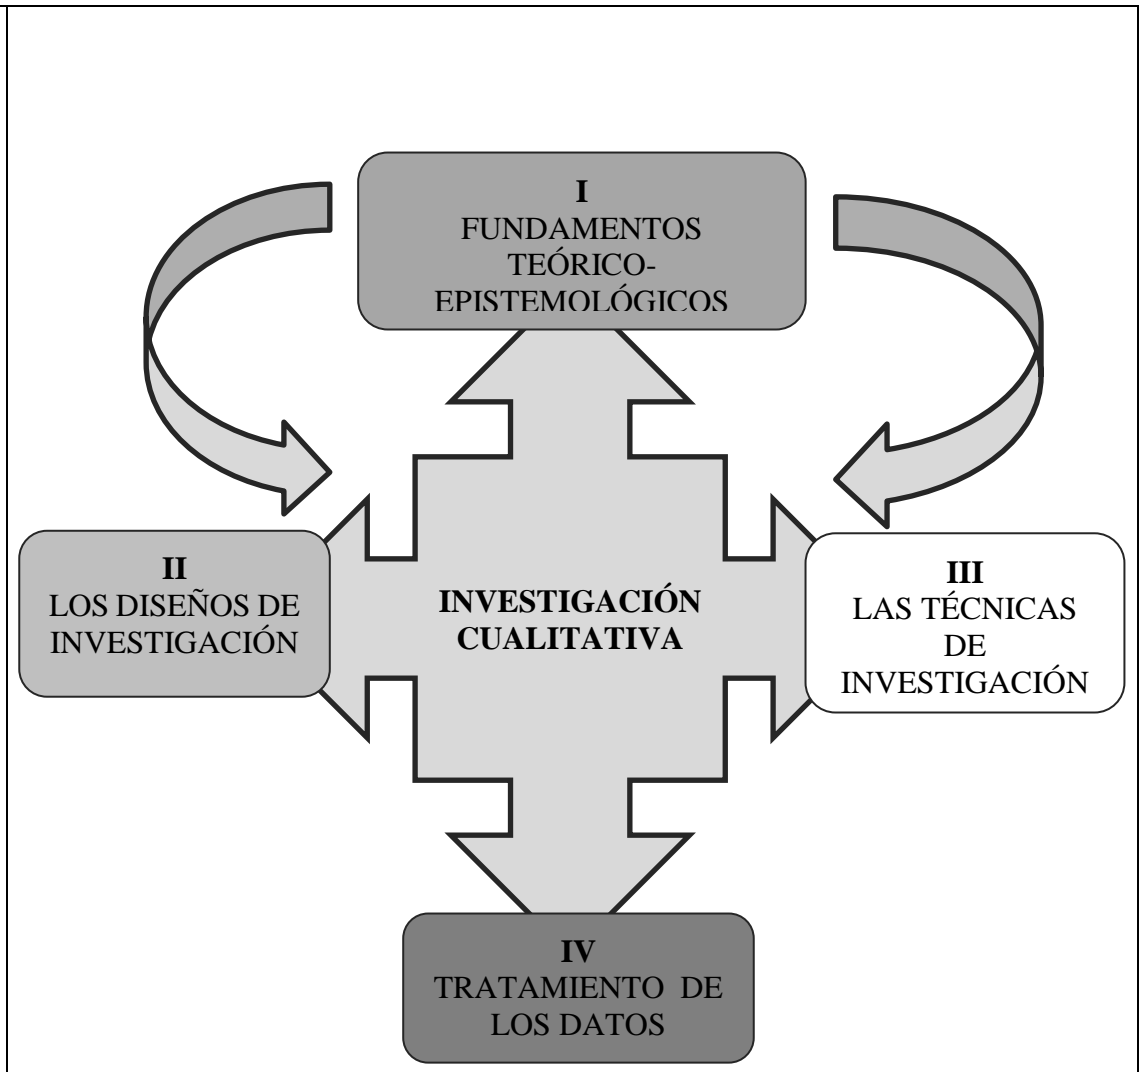 I
FUNDAMENTOS
TEÓRICO-
EPISTEMOLÓGICOS
II
LOS DISEÑOS DE
INVESTIGACIÓN
INVESTIGACIÓN
CUALITATIVA
III
LAS TÉCNICAS
DE
INVESTIGACIÓN
IV
TRATAMIENTO DE
LOS DATOS